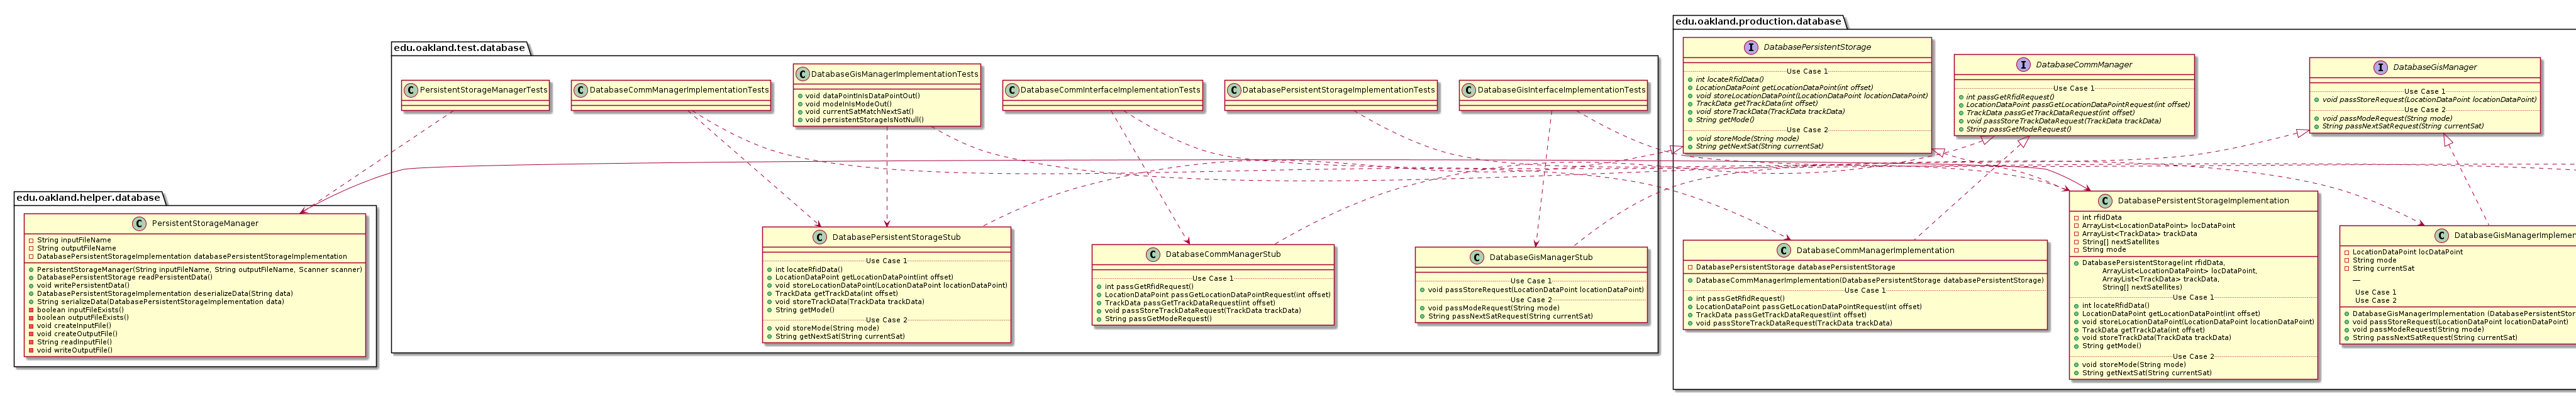 edu.oakland.helper.database
C PersistentStorageManager
String inputFileName
String outputFileName
DatabasePersistentStorageImplementation databasePersistentStorageImplementation
PersistentStorageManager(String inputFileName, String outputFileName, Scanner scanner)
DatabasePersistentStorage readPersistentData()
void writePersistentData()
DatabasePersistentStorageImplementation deserializeData(String data)
String serializeData(DatabasePersistentStorageImplementation data)
boolean inputFileExists()
boolean outputFileExists()
void createInputFile()
void createOutputFile()
String readInputFile()
void writeOutputFile()
edu.oakland.test.database
C PersistentStorageManagerTests
C DatabaseCommManagerImplementationTests
C DatabaseGisManagerImplementationTests
void dataPointInIsDataPointOut()
void modeInIsModeOut()
void currentSatMatchNextSat()
void persistentStorageIsNotNull()
C DatabaseCommInterfaceImplementationTests
C DatabasePersistentStorageImplementationTests
C DatabaseGisInterfaceImplementationTests
C DatabasePersistentStorageStub
Use Case 1
int locateRfidData()
LocationDataPoint getLocationDataPoint(int offset)
void storeLocationDataPoint(LocationDataPoint locationDataPoint)
TrackData getTrackData(int offset)
void storeTrackData(TrackData trackData)
String getMode()
Use Case 2
void storeMode(String mode)
String getNextSat(String currentSat)
C DatabaseCommManagerStub
Use Case 1
int passGetRfidRequest()
LocationDataPoint passGetLocationDataPointRequest(int offset)
TrackData passGetTrackDataRequest(int offset)
void passStoreTrackDataRequest(TrackData trackData)
String passGetModeRequest()
C DatabaseGisManagerStub
Use Case 1
void passStoreRequest(LocationDataPoint locationDataPoint)
Use Case 2
void passModeRequest(String mode)
String passNextSatRequest(String currentSat)
edu.oakland.production.database
I DatabasePersistentStorage
Use Case 1
int locateRfidData()
LocationDataPoint getLocationDataPoint(int offset)
void storeLocationDataPoint(LocationDataPoint locationDataPoint)
TrackData getTrackData(int offset)
void storeTrackData(TrackData trackData)
String getMode()
Use Case 2
void storeMode(String mode)
String getNextSat(String currentSat)
I DatabaseCommManager
Use Case 1
int passGetRfidRequest()
LocationDataPoint passGetLocationDataPointRequest(int offset)
TrackData passGetTrackDataRequest(int offset)
void passStoreTrackDataRequest(TrackData trackData)
String passGetModeRequest()
I DatabaseGisManager
Use Case 1
void passStoreRequest(LocationDataPoint locationDataPoint)
Use Case 2
void passModeRequest(String mode)
String passNextSatRequest(String currentSat)
C DatabaseCommManagerImplementation
DatabasePersistentStorage databasePersistentStorage
DatabaseCommManagerImplementation(DatabasePersistentStorage databasePersistentStorage)
Use Case 1
int passGetRfidRequest()
LocationDataPoint passGetLocationDataPointRequest(int offset)
TrackData passGetTrackDataRequest(int offset)
void passStoreTrackDataRequest(TrackData trackData)
C DatabasePersistentStorageImplementation
int rfidData
ArrayList<LocationDataPoint> locDataPoint
ArrayList<TrackData> trackData
String[] nextSatellites
String mode
DatabasePersistentStorage(int rfidData,
ArrayList<LocationDataPoint> locDataPoint,
ArrayList<TrackData> trackData,
String[] nextSatellites)
Use Case 1
int locateRfidData()
LocationDataPoint getLocationDataPoint(int offset)
void storeLocationDataPoint(LocationDataPoint locationDataPoint)
TrackData getTrackData(int offset)
void storeTrackData(TrackData trackData)
String getMode()
Use Case 2
void storeMode(String mode)
String getNextSat(String currentSat)
C DatabaseGisManagerImplemen
LocationDataPoint locDataPoint
String mode
String currentSat
Use Case 1
Use Case 2
DatabaseGisManagerImplementation (DatabasePersistentStor
void passStoreRequest(LocationDataPoint locationDataPoint)
void passModeRequest(String mode)
String passNextSatRequest(String currentSat)